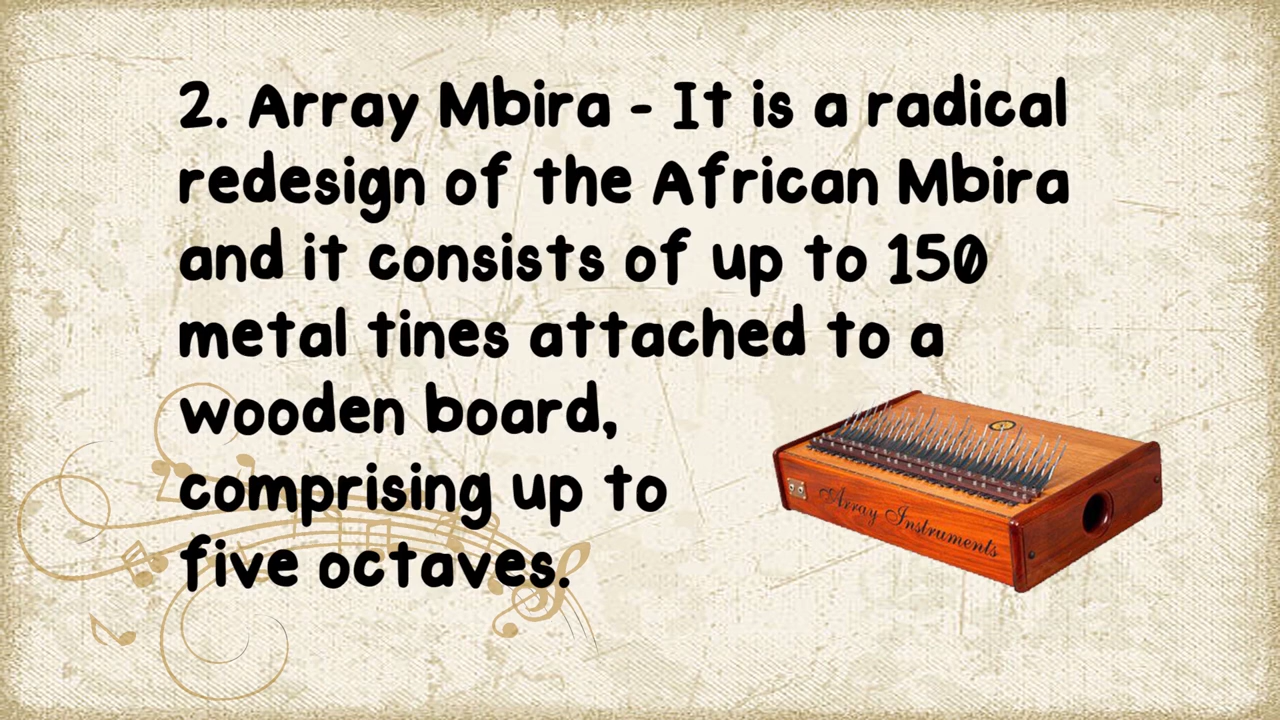 2. Array Mbira - It is a radical
redesign of the African Mbira
and it consists of up to 150
metal tines attached to a
wooden board,
comprising up to
five octaves.
Array Instruments